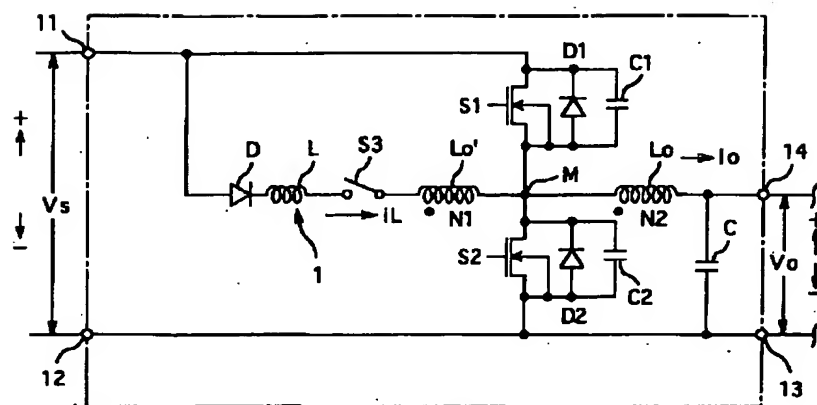 11
D1
C1
S1
+
D
L
S3
Lo'
M
Lo
Io
14
Vs
IL
N1
N2
+
1
S2
C
Vo
−
C2
−
D2
12
13